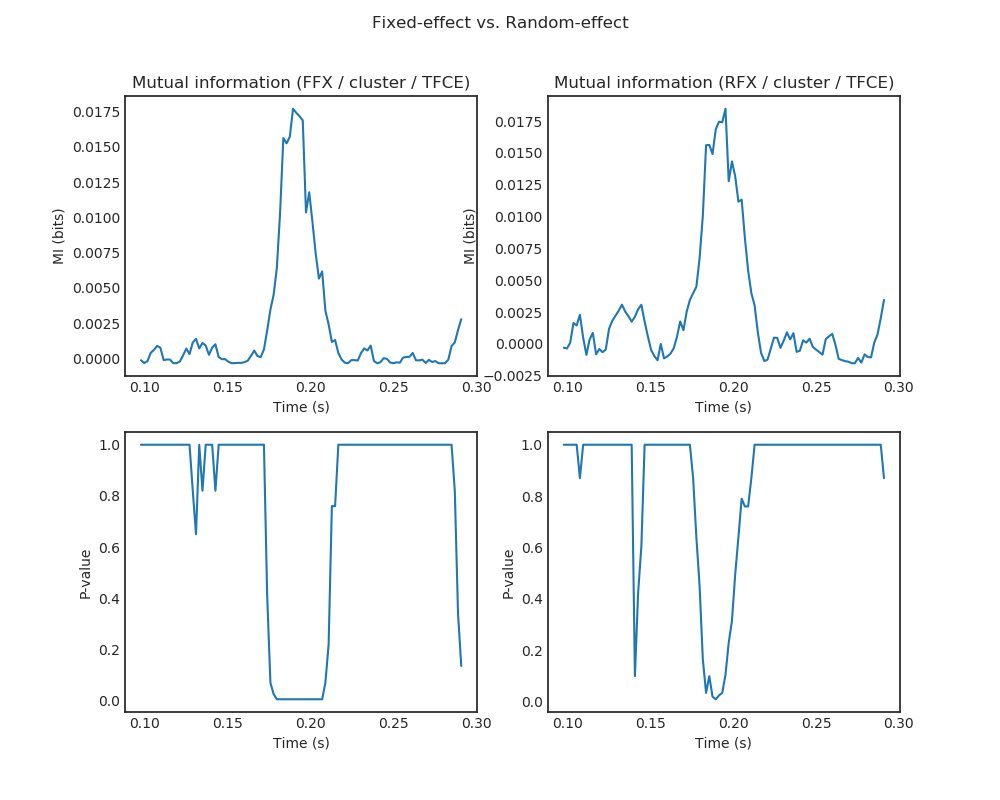 Fixed-effect vs. Random-effect
Mutual information (FFX / cluster / TFCE)
0.0175
0.0150
0.0125
0.0100
0.0075
0.0050
0.0025
0.0000
MI (bits)
0.10 0.15 0.20 0.25 0.30
Time (s)
Mutual information (RFX / cluster / TFCE)
0.0175
0.0150
0.0125
0.0100
0.0075
0.0050
0.0025
0.0000
−0.0025
MI (bits)
0.10 0.15 0.20 0.25 0.30
Time (s)
1.0
0.8
0.6
0.4
0.2
0.0
P-value
0.10 0.15 0.20 0.25 0.30
Time (s)
1.0
0.8
0.6
0.4
0.2
0.0
P-value
0.10 0.15 0.20 0.25 0.30
Time (s)